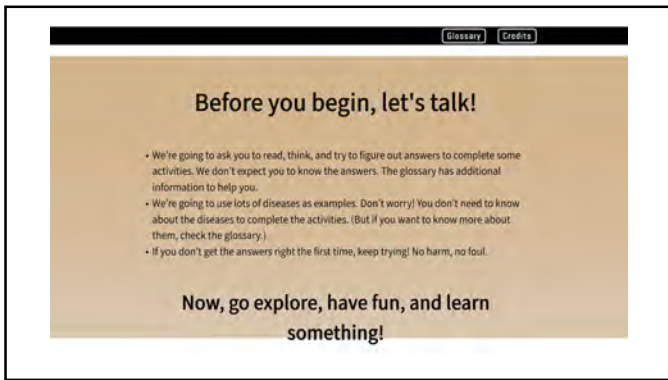 Glossary Credits
Before you begin, let's talk!
• We're going to ask you to read, think, and try to figure out answers to complete some
activities. We don't expect you to know the answers. The glossary has additional
information to help you.
• We're going to use lots of diseases as examples. Don't worry! You don't need to know
about the diseases to complete the activities. (But if you want to know more about
them, check the glossary.)
• If you don't get the answers right the first time, keep trying! No harm, no foul.
Now, go explore, have fun, and learn
something!